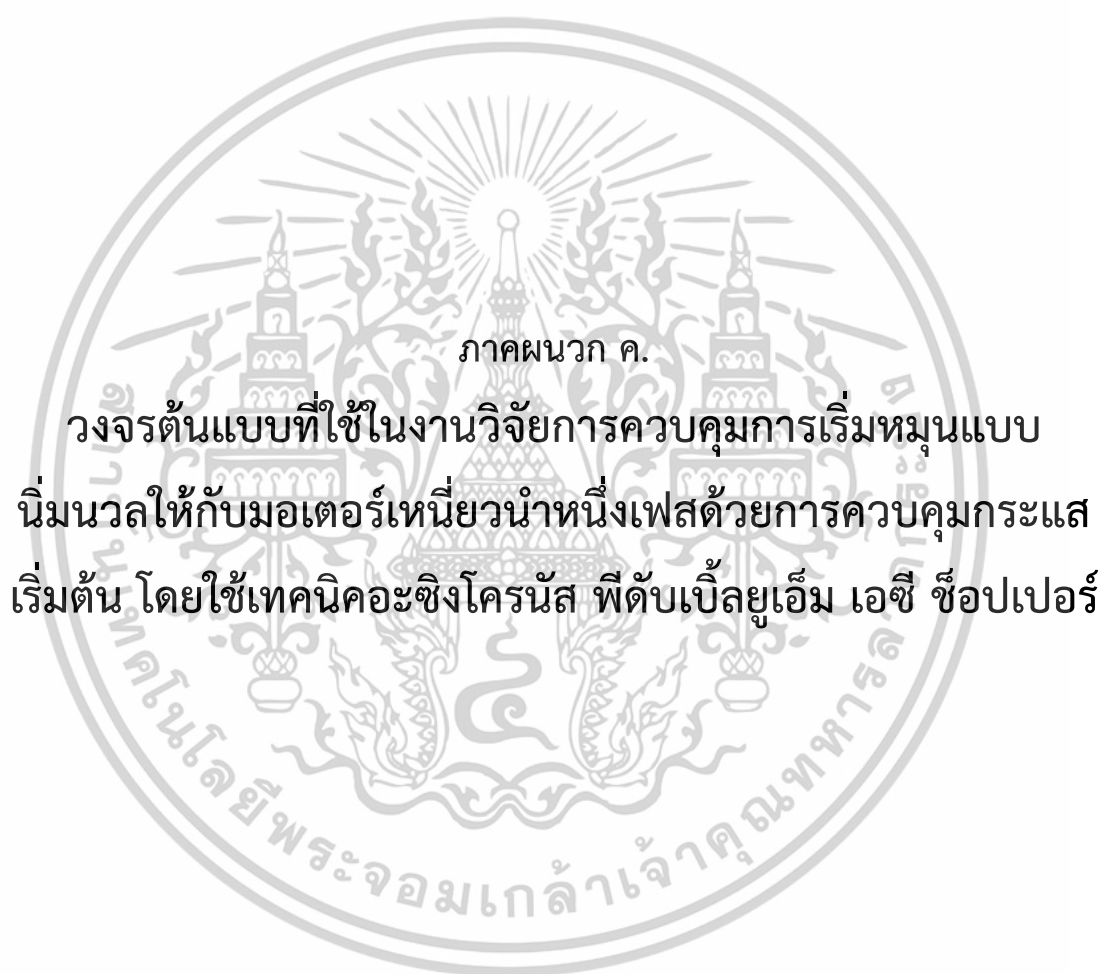 ภาคผนวก ค.
วงจรต้นแบบที่ใช้ในงานวิจัยการควบคุมการเริ่มหมุนแบบ
นิ่มนวลให้กับมอเตอร์เหนี่ยวนำหนึ่งเฟสด้วยการควบคุมกระแส
เริ่มต้น โดยใช้เทคนิคอะซิงโครนัส พีดับเบิ้ลยูเอ็ม เอซี ช็อปเปอร์